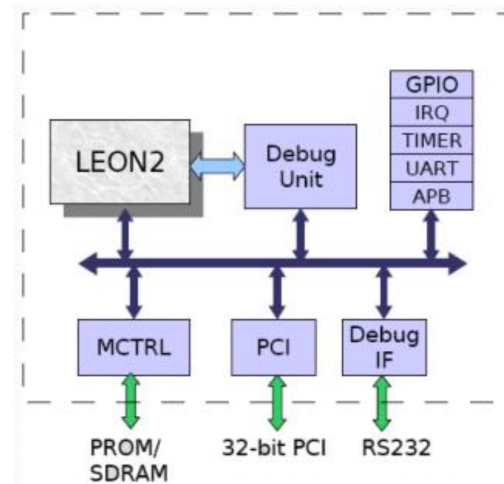 GPIO
IRQ
TIMER
UART
APB
LEON2
Debug
Unit
MCTRL
PCI
Debug
IF
PROM/
SDRAM
32-bit PCI
RS232